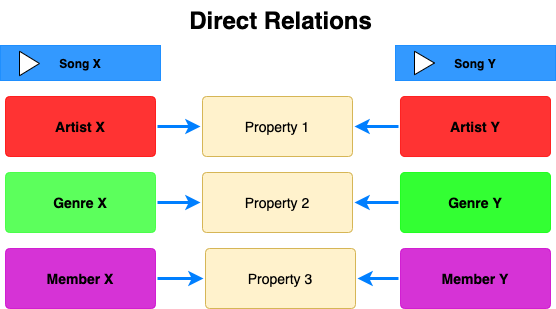 Direct Relations
Song X
Song Y
Artist X
Property 1
Artist Y
Genre X
Property 2
Genre Y
Member X
Property 3
Member Y